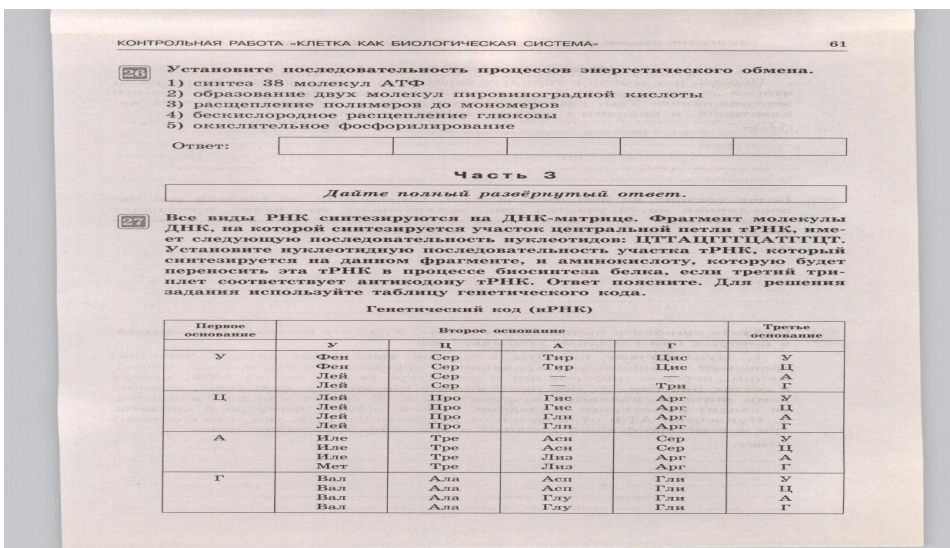 КОНТРОЛЬНАЯ РАБОТА «КЛЕТКА КАК БИОЛОГИЧЕСКАЯ СИСТЕМА» 61
26 Установите последовательность процессов энергетического обмена.
1) синтез 38 молекул АТФ
2) образование двух молекул пировиноградной кислоты
3) расщепление полимеров до мономеров
4) бескислородное расщепление глюкозы
5) окислительное фосфорилирование
Ответ:
Часть 3
Дайте полный развёрнутый ответ.
27 Все виды РНК синтезируются на ДНК-матрице. Фрагмент молекулы
ДНК, на которой синтезируется участок центральной петли тРНК, име-
ет следующую последовательность нуклеотидов: ЦГТАЦГГГЦАТГГЦТ.
Установите нуклеотидную последовательность участка тРНК, который
синтезируется на данном фрагменте, и аминокислоту, которую будет
переносить эта тРНК в процессе биосинтеза белка, если третий три-
плет соответствует антикодону тРНК. Ответ поясните. Для решения
задания используйте таблицу генетического кода.
Генетический код (иРНК)
Первое основание Второе основание Третье основание
У Ц А Г
У Фен Сер Тир Цис У
Фен Сер Тир Цис Ц
Лей Сер — — А
Лей Сер — Три Г
Ц Лей Про Гис Арг У
Лей Про Гис Арг Ц
Лей Про Глн Арг А
Лей Про Глн Арг Г
А Иле Тре Асн Сер У
Иле Тре Асн Сер Ц
Иле Тре Лиз Арг А
Мет Тре Лиз Арг Г
Г Вал Ала Асп Гли У
Вал Ала Асп Гли Ц
Вал Ала Глу Гли А
Вал Ала Глу Гли Г